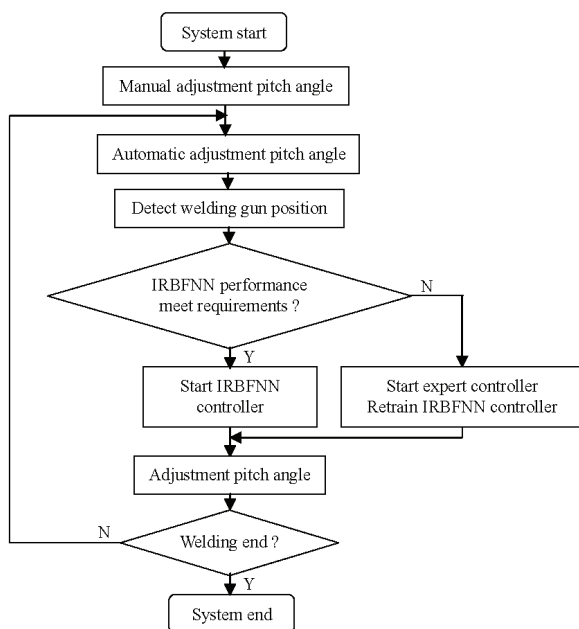 System start
Manual adjustment pitch angle
Automatic adjustment pitch angle
Detect welding gun position
IRBFNN performance
meet requirements ?
N
Y
Start IRBFNN
controller
Start expert controller
Retrain IRBFNN controller
Adjustment pitch angle
N
Welding end ?
Y
System end